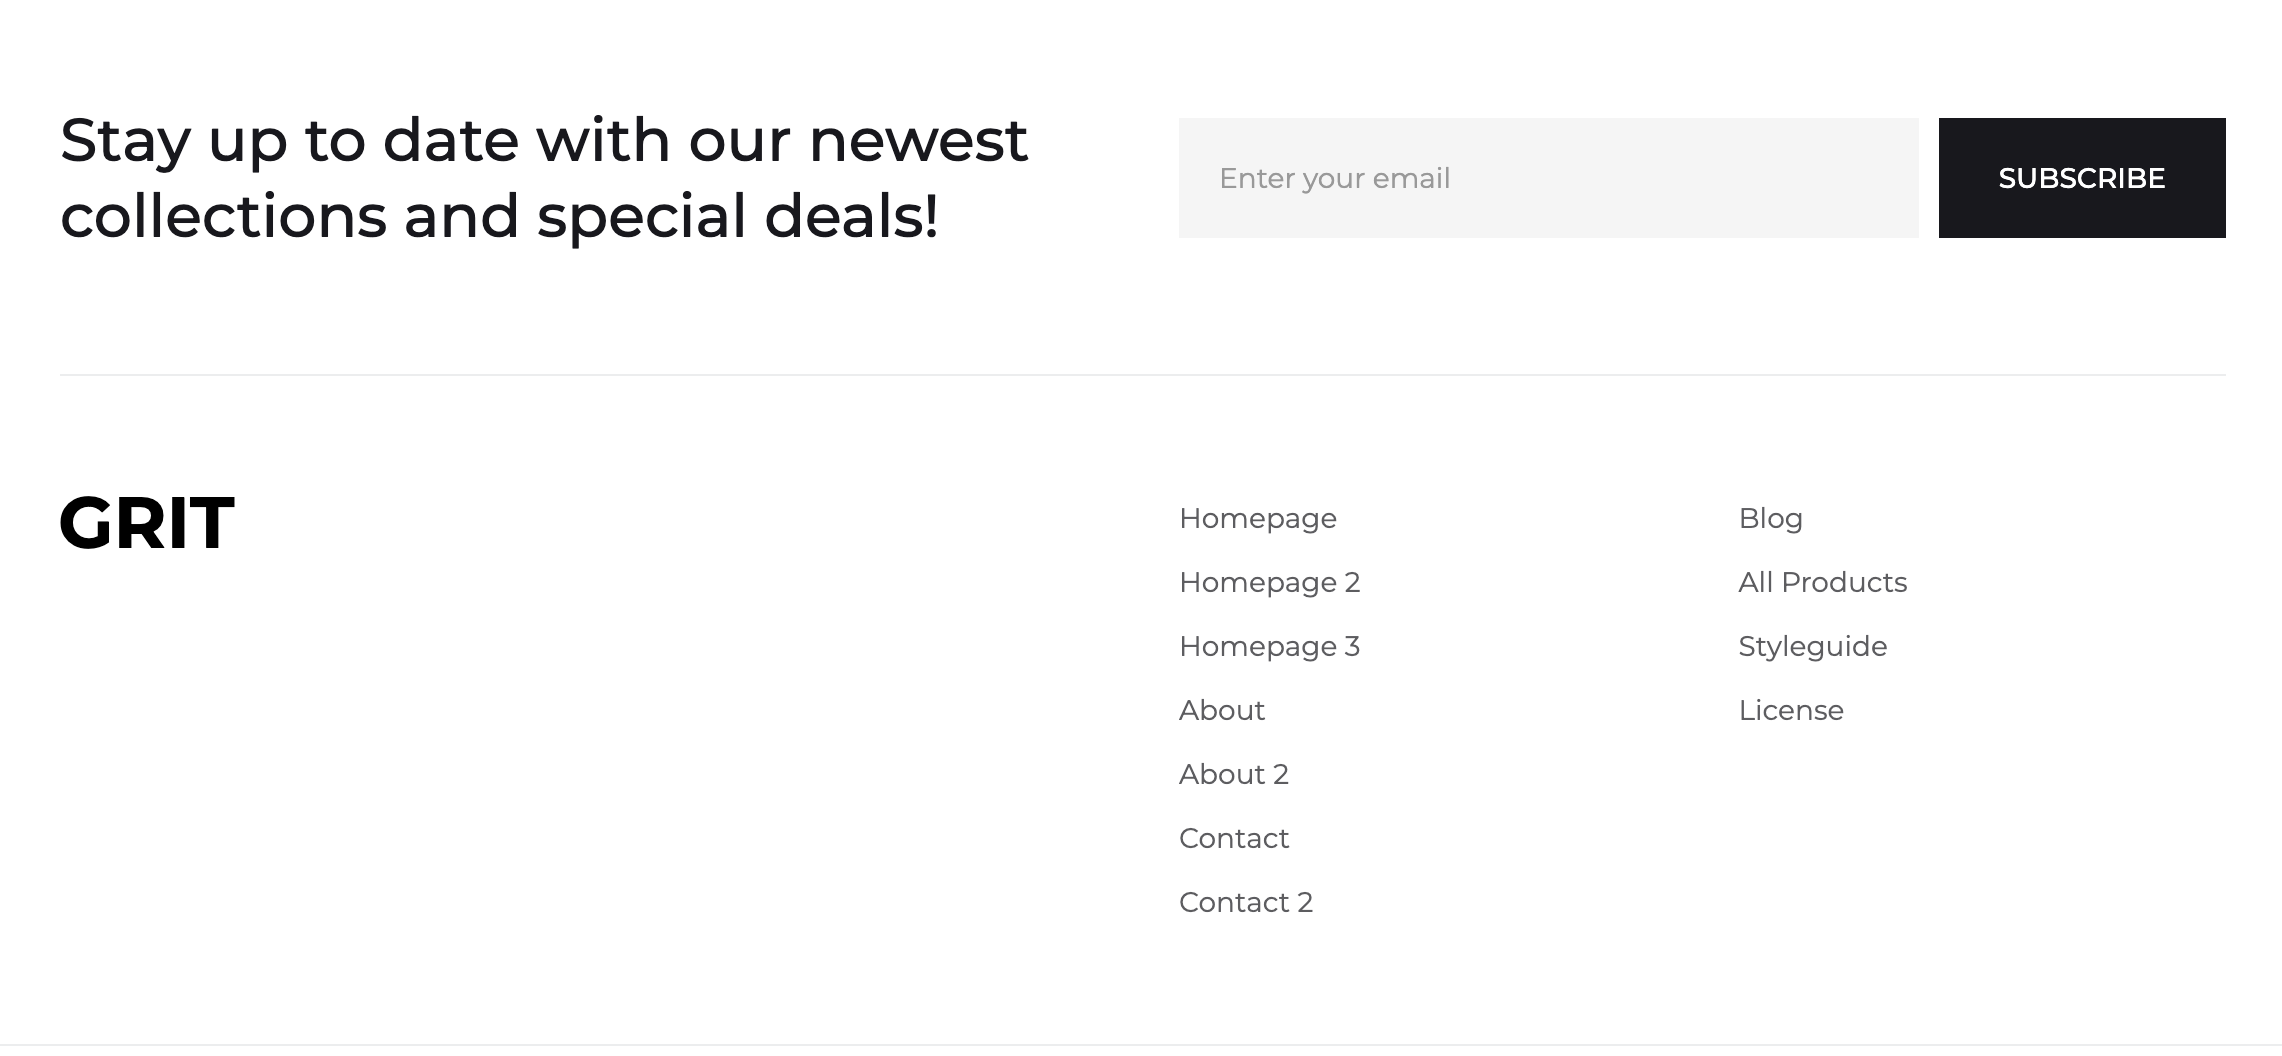 Stay up to date with our newest
collections and special deals!
Enter your email
SUBSCRIBE
GRIT
Homepage
Homepage 2
Homepage 3
About
About 2
Contact
Contact 2
Blog
All Products
Styleguide
License